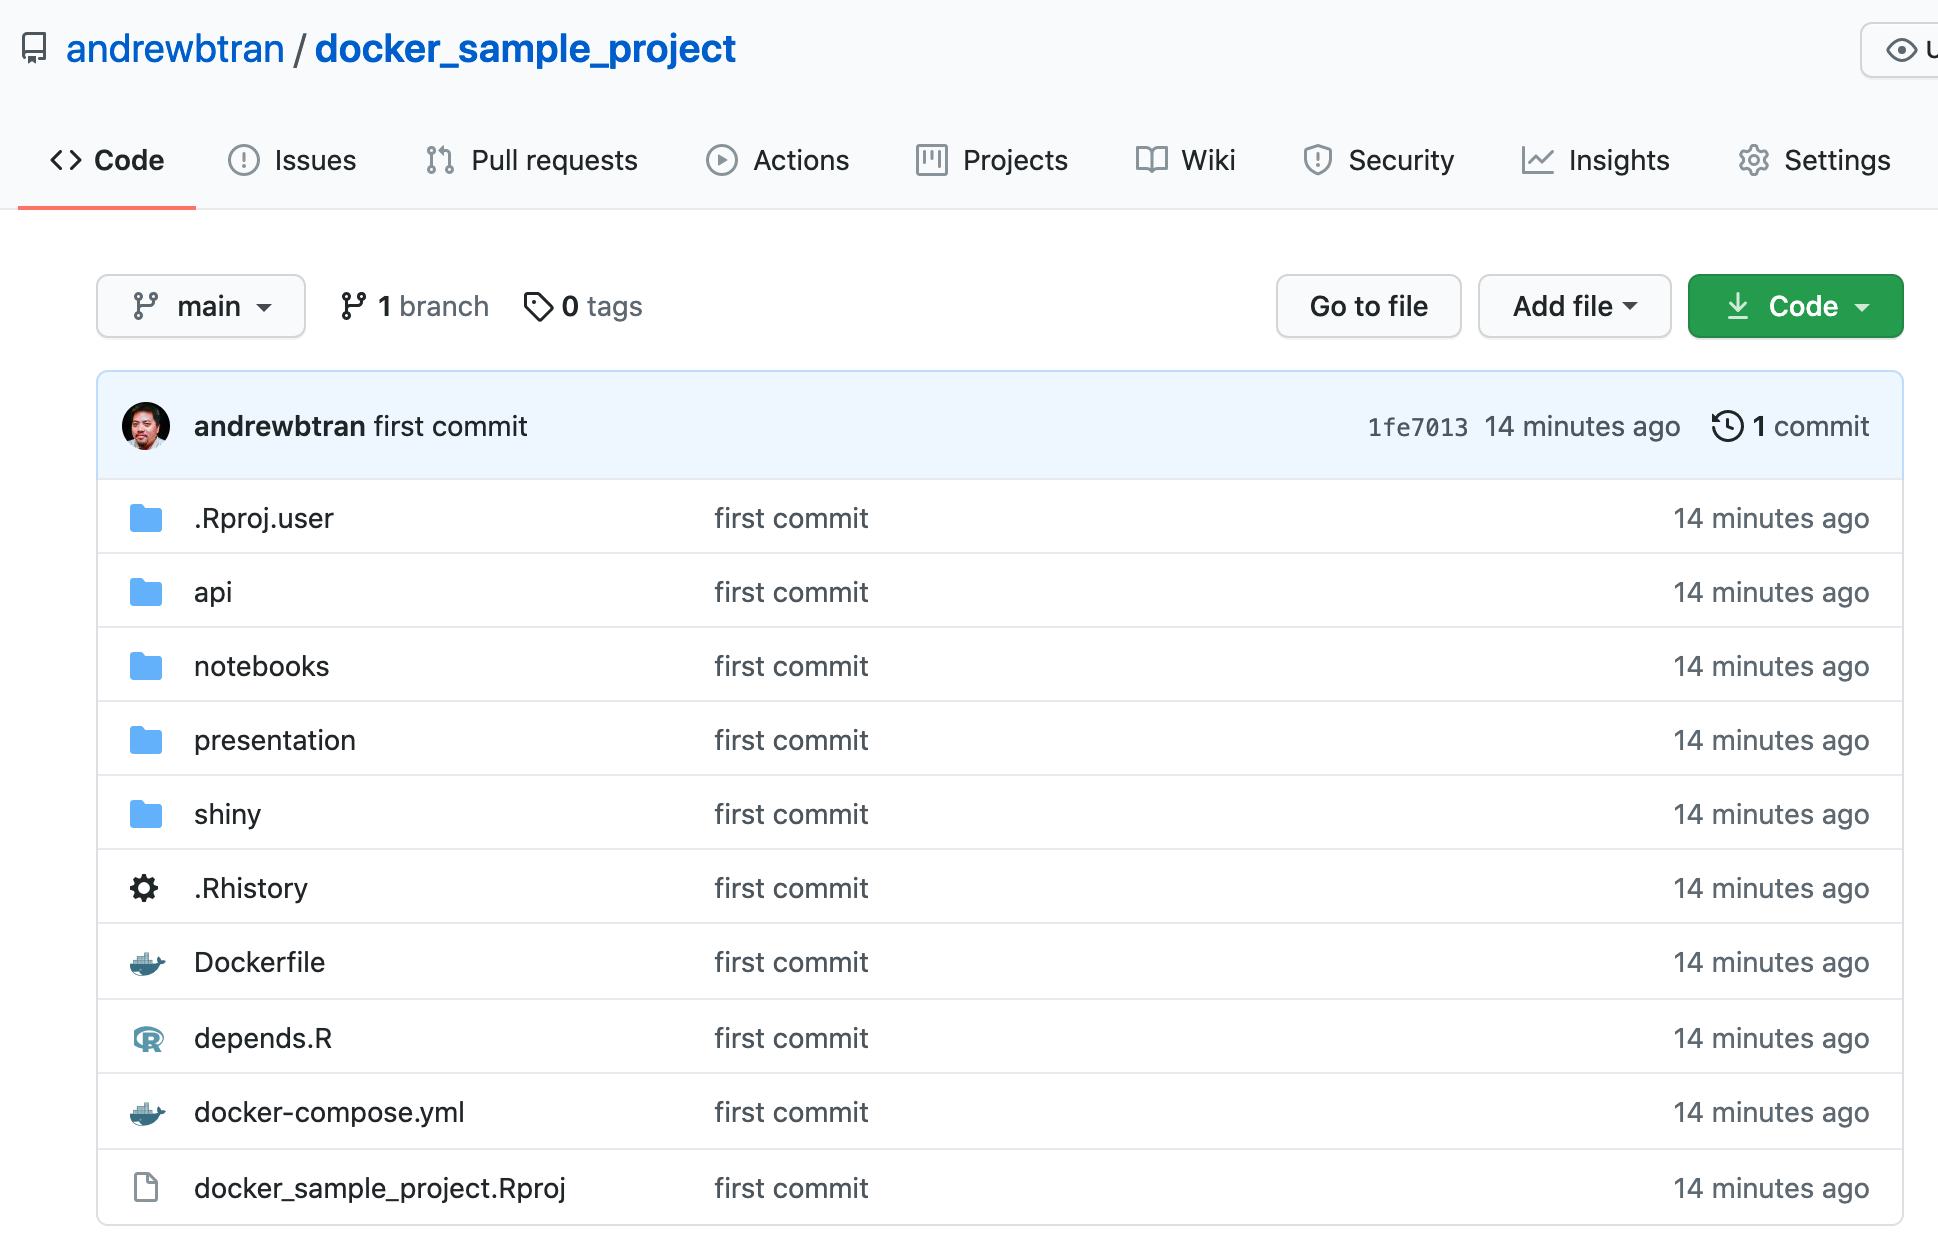 andrewbtran / docker_sample_project
Code Issues Pull requests Actions Projects Wiki Security Insights Settings
main 1 branch 0 tags Go to file Add file Code
andrewbtran first commit 1fe7013 14 minutes ago 1 commit
.Rproj.user first commit 14 minutes ago
api first commit 14 minutes ago
notebooks first commit 14 minutes ago
presentation first commit 14 minutes ago
shiny first commit 14 minutes ago
.Rhistory first commit 14 minutes ago
Dockerfile first commit 14 minutes ago
depends.R first commit 14 minutes ago
docker-compose.yml first commit 14 minutes ago
docker_sample_project.Rproj first commit 14 minutes ago